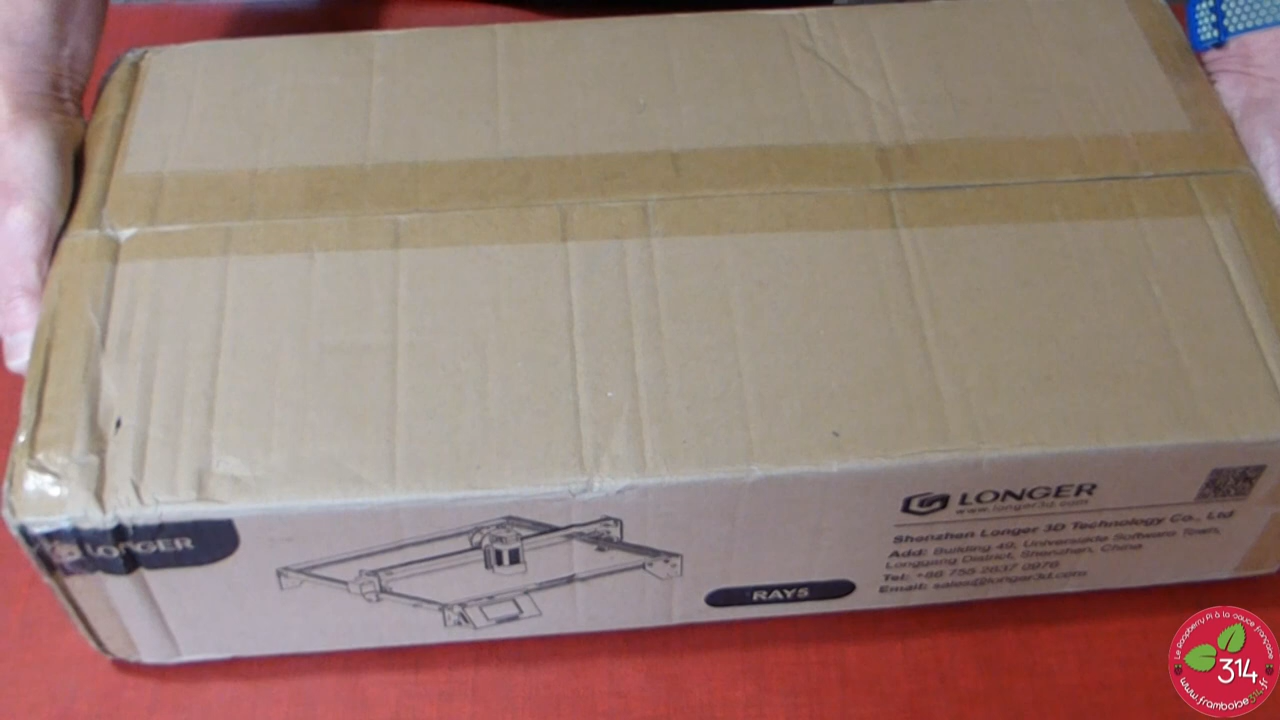 LONGER
RAY5
LONGER
www.longer3d.com
Shenzhen Longer 3D Technology Co., Ltd
Add: Building 49, Universiade Software Town,
Longgang District, Shenzhen, China
Tel: +86 755 2637 0976
Email: sales@longer3d.com
Le Raspberry Pi à la sauce française
314
www.framboise314.fr